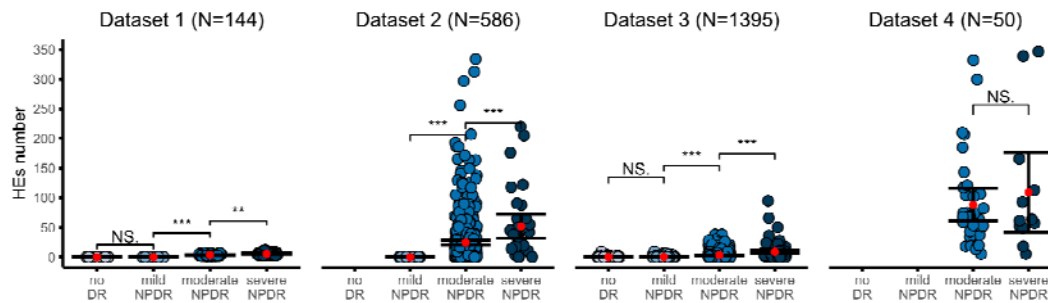 Dataset 1 (N=144)
Dataset 2 (N=586)
Dataset 3 (N=1395)
Dataset 4 (N=50)
HEs number
350
300
250
200
150
100
50
0
NS.
***
**
***
***
NS.
***
***
NS.
no DR
mild NPDR
moderate NPDR
severe NPDR
no DR
mild NPDR
moderate NPDR
severe NPDR
no DR
mild NPDR
moderate NPDR
severe NPDR
no DR
mild NPDR
moderate NPDR
severe NPDR